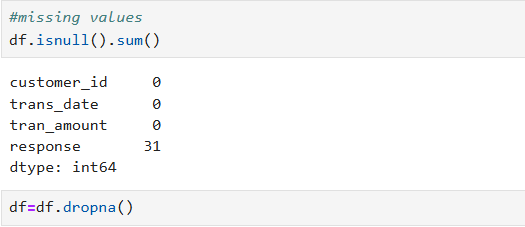 #missing values
df.isnull().sum()
customer_id     0
trans_date      0
tran_amount     0
response       31
dtype: int64
df=df.dropna()